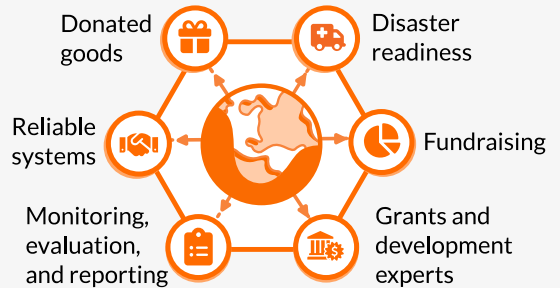 Donated
goods
Disaster
readiness
Reliable
systems
Fundraising
Monitoring,
evaluation,
and reporting
Grants and
development
experts